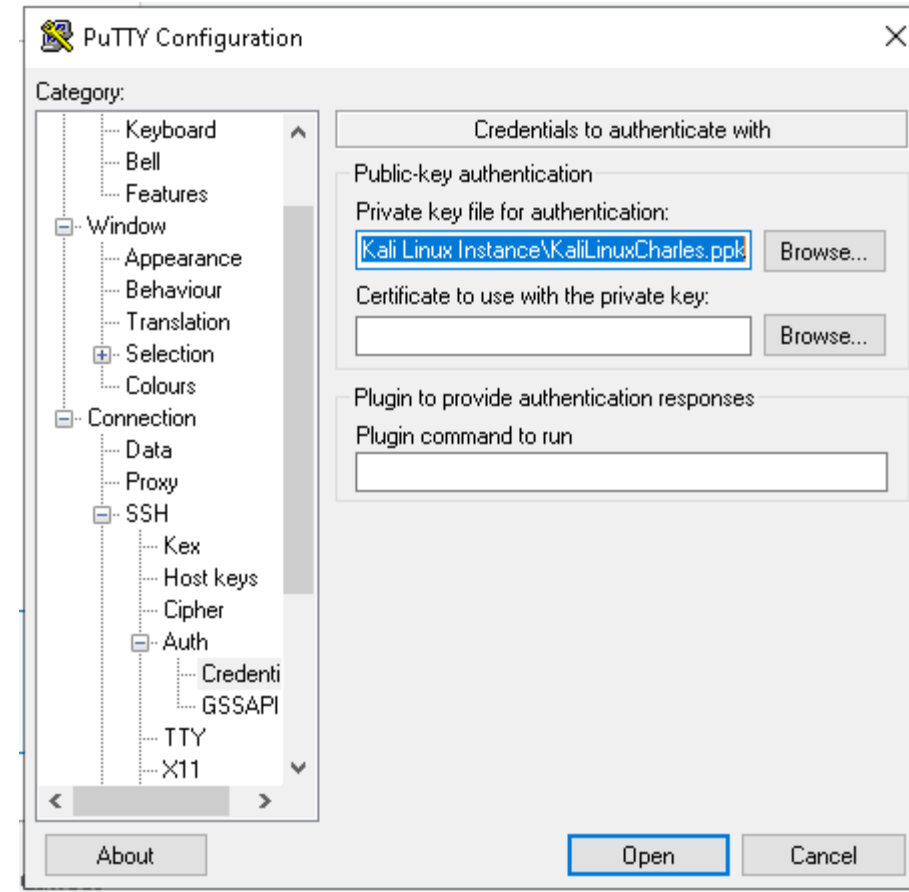 PuTTY Configuration
Category:
Keyboard
Bell
Features
Window
Appearance
Behaviour
Translation
Selection
Colours
Connection
Data
Proxy
SSH
Kex
Host keys
Cipher
Auth
Credenti
GSSAPI
TTY
X11
Credentials to authenticate with
Public-key authentication
Private key file for authentication:
Kali Linux Instance\KaliLinuxCharles.ppk
Browse...
Certificate to use with the private key:
Browse...
Plugin to provide authentication responses
Plugin command to run
About
Open
Cancel